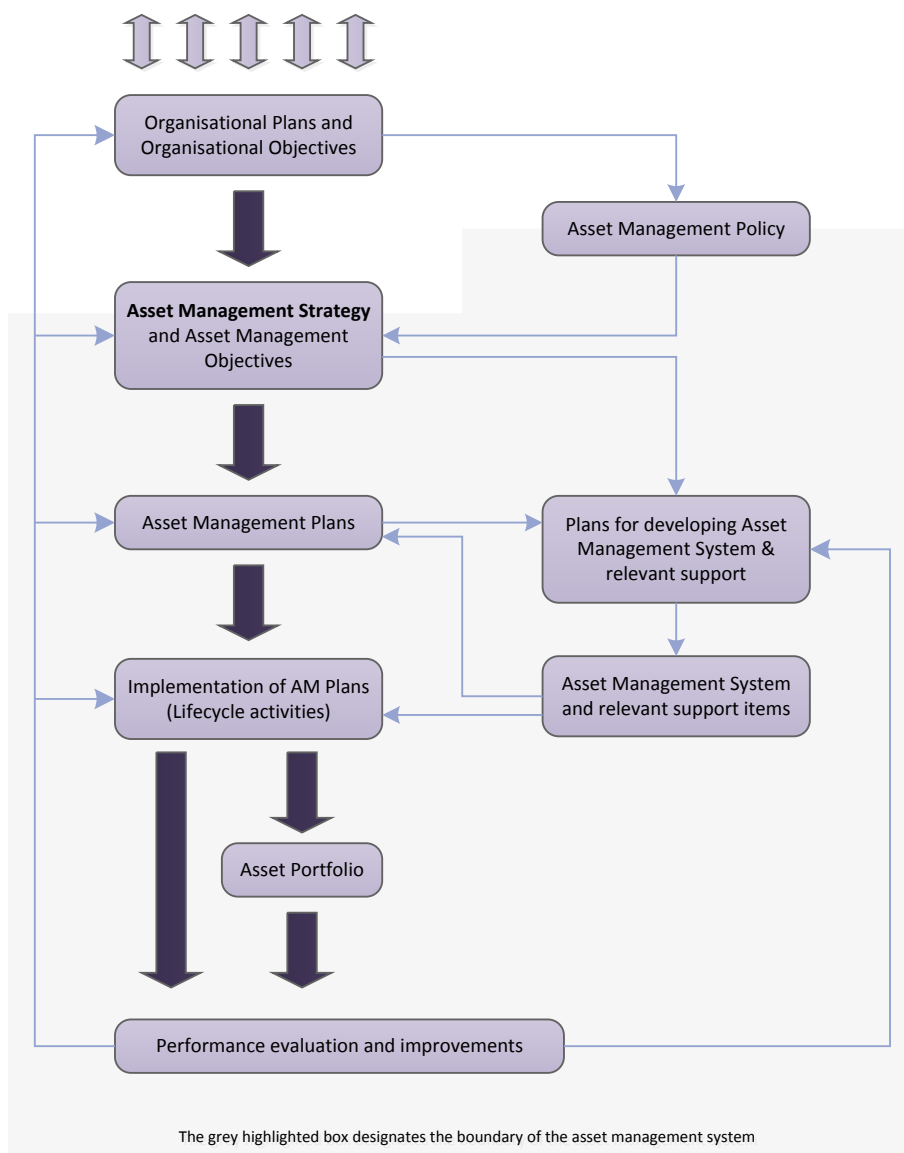 Organisational Plans and
Organisational Objectives
Asset Management Policy
Asset Management Strategy
and Asset Management
Objectives
Asset Management Plans
Plans for developing Asset
Management System &
relevant support
Implementation of AM Plans
(Lifecycle activities)
Asset Management System
and relevant support items
Asset Portfolio
Performance evaluation and improvements
The grey highlighted box designates the boundary of the asset management system